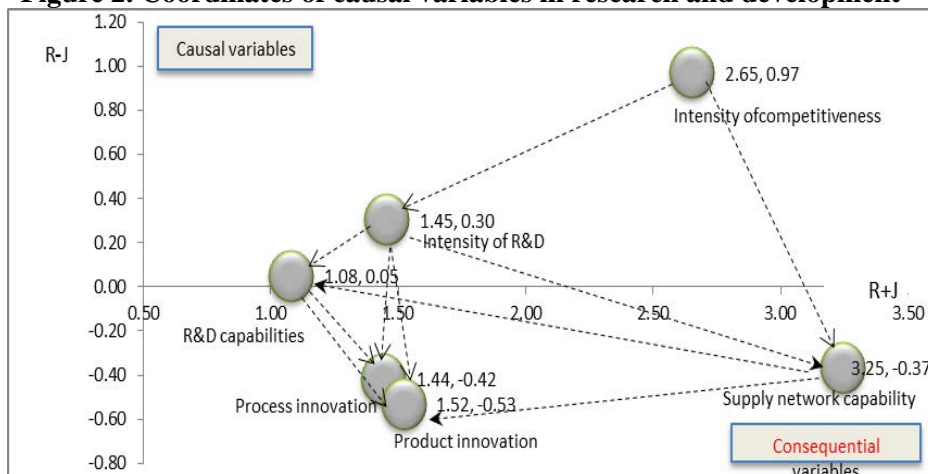 Figure 2. Coordinates of causal variables in research and development
1.20
R-J
Causal variables
1.00
2.65, 0.97
0.80
Intensity ofcompetitiveness
0.60
0.40
1.45, 0.30
0.20
Intensity of R&D
1.08, 0.05
0.00
R+J
0.50
1.00
1.50
2.00
2.50
3.00
3.50
-0.20
R&D capabilities
-0.40
1.44, -0.42
3.25, -0.37
Process innovation
1.52, -0.53
Supply network capability
-0.60
Product innovation
Consequential
variables
-0.80